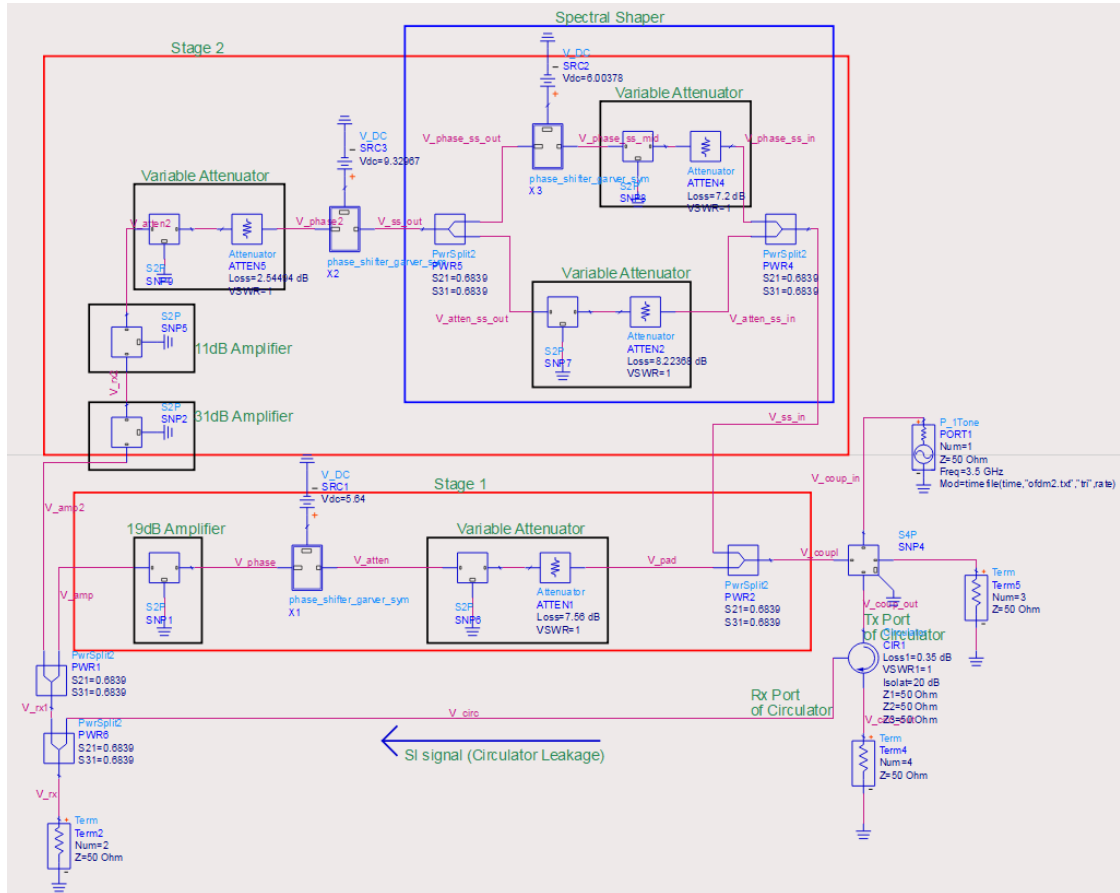 Spectral Shaper
Stage 2
V_DC
SRC2
Vdc=6.00378
Variable Attenuator
V_DC
SRC3
Vdc=9.32967
V_phase_ss_out
V_phase_ss_mid
V_phase_ss_in
phase_shifter_garver_sym
X3
S2P
SNP8
Attenuator
ATTEN4
Loss=7.2 dB
VSWR=1
Variable Attenuator
V_atten2
V_phase2
V_ss_out
S2P
SNP9
Attenuator
ATTEN5
Loss=2.54494 dB
VSWR=1
phase_shifter_garver_sym
X2
PwrSplit2
PWR5
S21=0.6839
S31=0.6839
PwrSplit2
PWR4
S21=0.6839
S31=0.6839
Variable Attenuator
V_atten_ss_out
V_atten_ss_in
S2P
SNP7
Attenuator
ATTEN2
Loss=8.22368 dB
VSWR=1
S2P
SNP5
11dB Amplifier
S2P
SNP2
31dB Amplifier
V_ss_in
P_1Tone
PORT1
Num=1
Z=50 Ohm
Freq=3.5 GHz
Mod=timefile(time,"ofdm2.txt","tri",rate)
V_coup_in
V_DC
SRC1
Vdc=5.64
Stage 1
V_amp2
19dB Amplifier
Variable Attenuator
V_phase
V_atten
V_pad
V_coupl
V_amp
S2P
SNP1
phase_shifter_garver_sym
X1
S2P
SNP6
Attenuator
ATTEN1
Loss=7.56 dB
VSWR=1
PwrSplit2
PWR2
S21=0.6839
S31=0.6839
S4P
SNP4
Term
Term5
Num=3
Z=50 Ohm
V_coup_out
Tx Port
of Circulator
CIR1
Loss1=0.35 dB
VSWR1=1
Isolat=20 dB
Z1=50 Ohm
Z2=50 Ohm
Z3=50 Ohm
PwrSplit2
PWR1
S21=0.6839
S31=0.6839
V_rx1
Rx Port
of Circulator
V_circ
PwrSplit2
PWR6
S21=0.6839
S31=0.6839
SI signal (Circulator Leakage)
Term
Term4
Num=4
Z=50 Ohm
V_rx
Term
Term2
Num=2
Z=50 Ohm